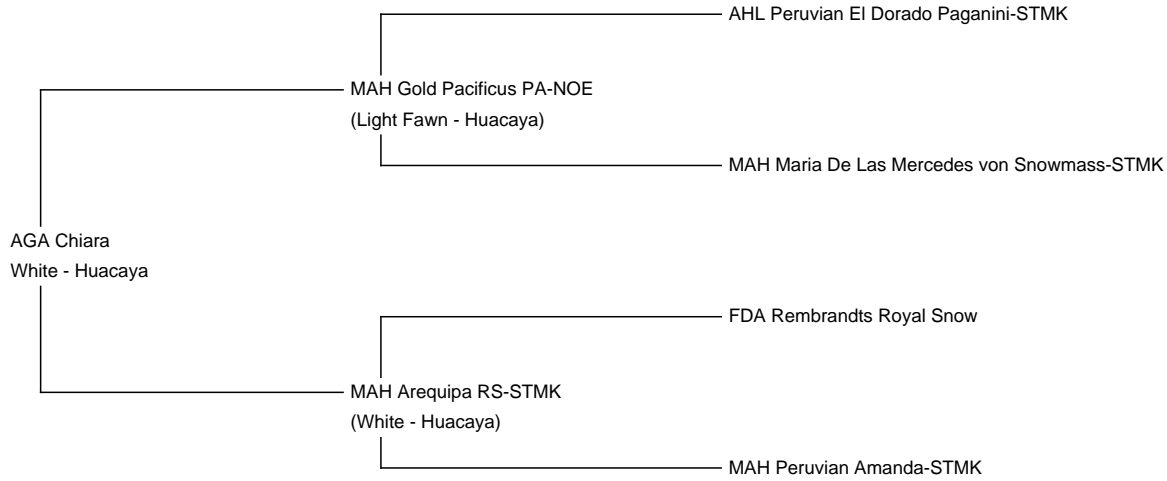 AHL Peruvian El Dorado Paganini-STMK
MAH Gold Pacificus PA-NOE
(Light Fawn - Huacaya)
MAH Maria De Las Mercedes von Snowmass-STMK
AGA Chiara
White - Huacaya
FDA Rembrandts Royal Snow
MAH Arequipa RS-STMK
(White - Huacaya)
MAH Peruvian Amanda-STMK